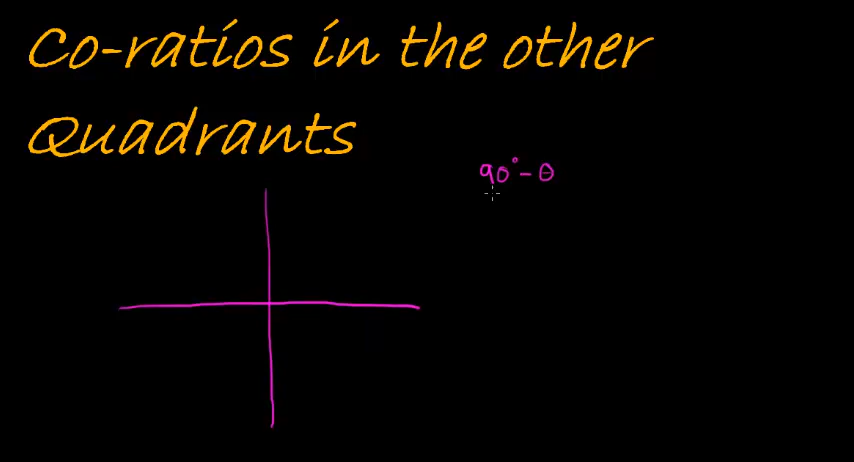 Co-ratios in the other
Quadrants
90° - θ